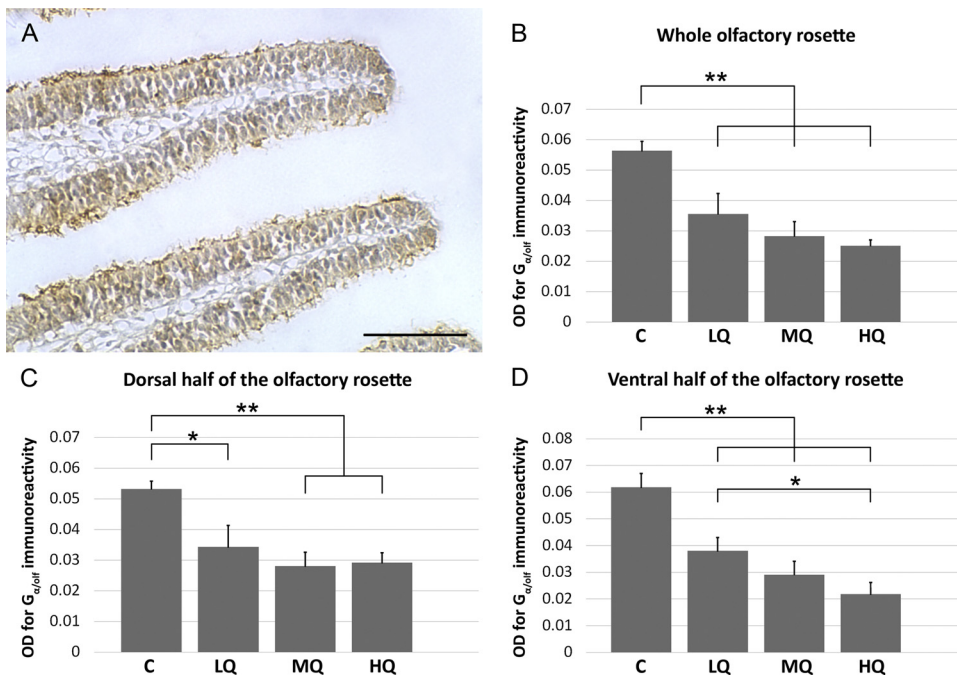 A
B
Whole olfactory rosette
**
OD for Gα/olf immunoreactivity
0.07
0.06
0.05
0.04
0.03
0.02
0.01
0
C LQ MQ HQ
C
Dorsal half of the olfactory rosette
**
*
OD for Gα/olf immunoreactivity
0.07
0.06
0.05
0.04
0.03
0.02
0.01
0
C LQ MQ HQ
D
Ventral half of the olfactory rosette
**
*
OD for Gα/olf immunoreactivity
0.08
0.07
0.06
0.05
0.04
0.03
0.02
0.01
0
C LQ MQ HQ